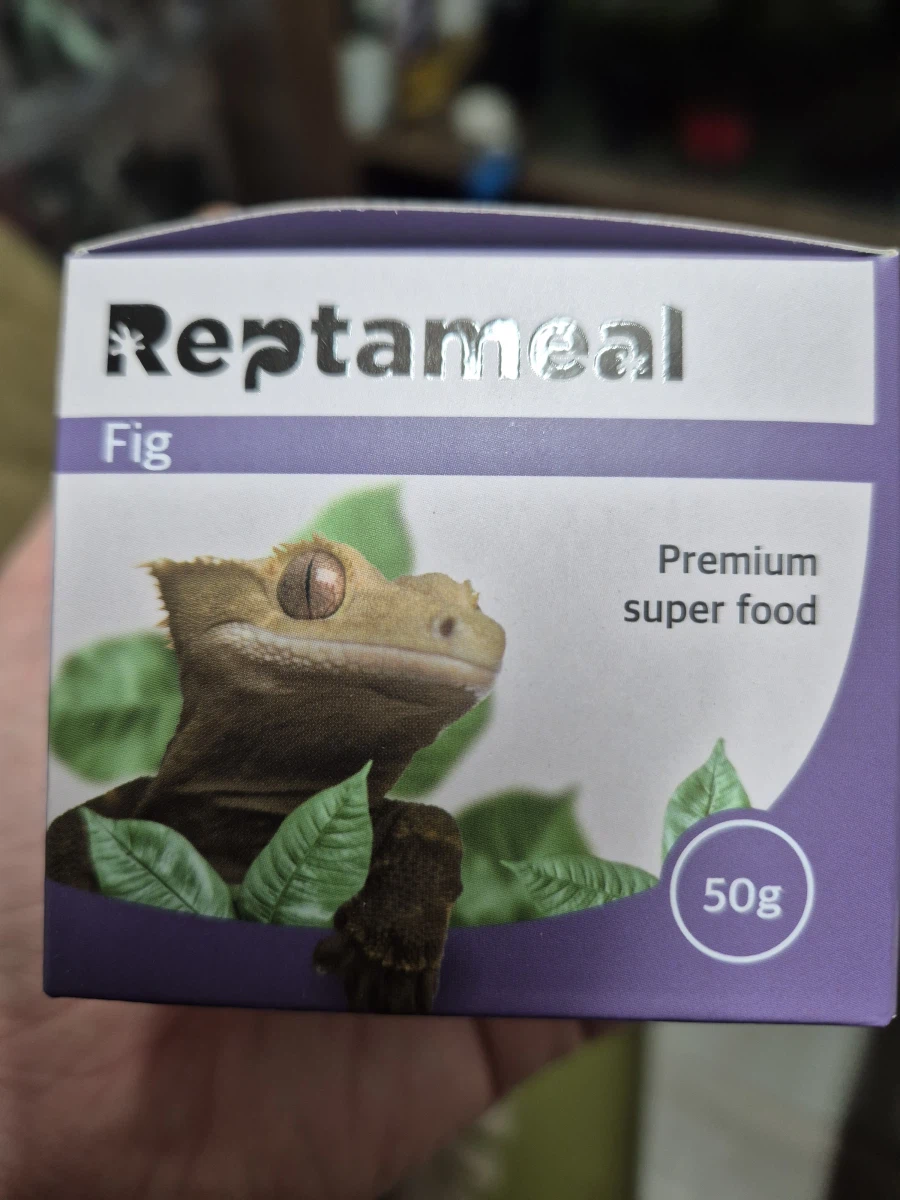 Reptameal
Fig
Premium
super food
50g